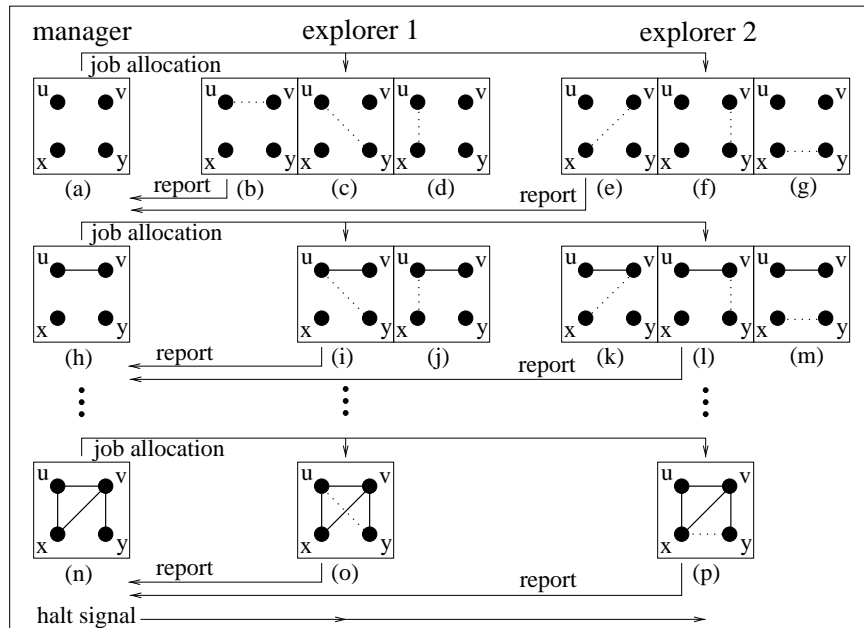 manager explorer 1 explorer 2
job allocation
u v u v u v u v u v u v u v
x y x y x y x y x y x y x y
(a) (b) (c) (d) (e) (f) (g)
report report
job allocation
u v u v u v u v u v u v
x y x y x y x y x y x y
(h) (i) (j) (k) (l) (m)
report report
job allocation
u v u v u v
x y x y x y
(n) (o) (p)
report report
halt signal